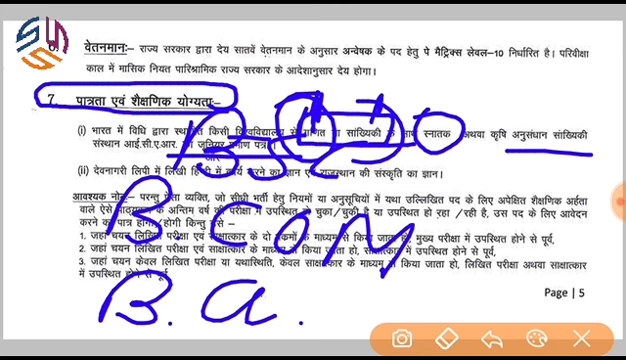 6. वेतनमानः- राज्य सरकार द्वारा देय सातवें वेतनमान के अनुसार अन्वेषक के पद हेतु पे मैट्रिक्स लेवल–10 निर्धारित है। परिवीक्षा
काल में मासिक नियत पारिश्रमिक राज्य सरकार के आदेशानुसार देय होगा।
7. पात्रता एवं शैक्षणिक योग्यताः-
(i) भारत में विधि द्वारा स्थापित किसी विश्वविद्यालय से गणित या सांख्यिकी के साथ स्नातक अथवा कृषि अनुसंधान सांख्यिकी
संस्थान आई.सी.ए.आर. का जूनियर प्रमाण पत्र।
और
(ii) देवनागरी लिपि में लिखी हिन्दी में कार्य करने का ज्ञान एवं राजस्थान की संस्कृति का ज्ञान।
B S C
आवश्यक नोटः- परन्तु ऐसा व्यक्ति, जो सीधी भर्ती हेतु नियमों या अनुसूचियों में यथा उल्लिखित पद के लिए अपेक्षित शैक्षणिक अर्हता
वाले ऐसे पाठ्यक्रम के अन्तिम वर्ष की परीक्षा में उपस्थित हो चुका/चुकी है या उपस्थित हो रहा /रही है, उस पद के लिए आवेदन
करने का पात्र होगा/होगी किन्तु उसे –
B COM
1. जहां चयन लिखित परीक्षा एवं साक्षात्कार के दो स्तरों के माध्यम से किया जाता हो, मुख्य परीक्षा में उपस्थित होने से पूर्व,
2. जहां चयन लिखित परीक्षा एवं साक्षात्कार के माध्यम से किया जाता हो, साक्षात्कार में उपस्थित होने से पूर्व,
3. जहां चयन केवल लिखित परीक्षा या यथास्थिति, केवल साक्षात्कार के माध्यम से किया जाता हो, लिखित परीक्षा अथवा साक्षात्कार
में उपस्थित होने से पूर्व
B. a.
Page | 5